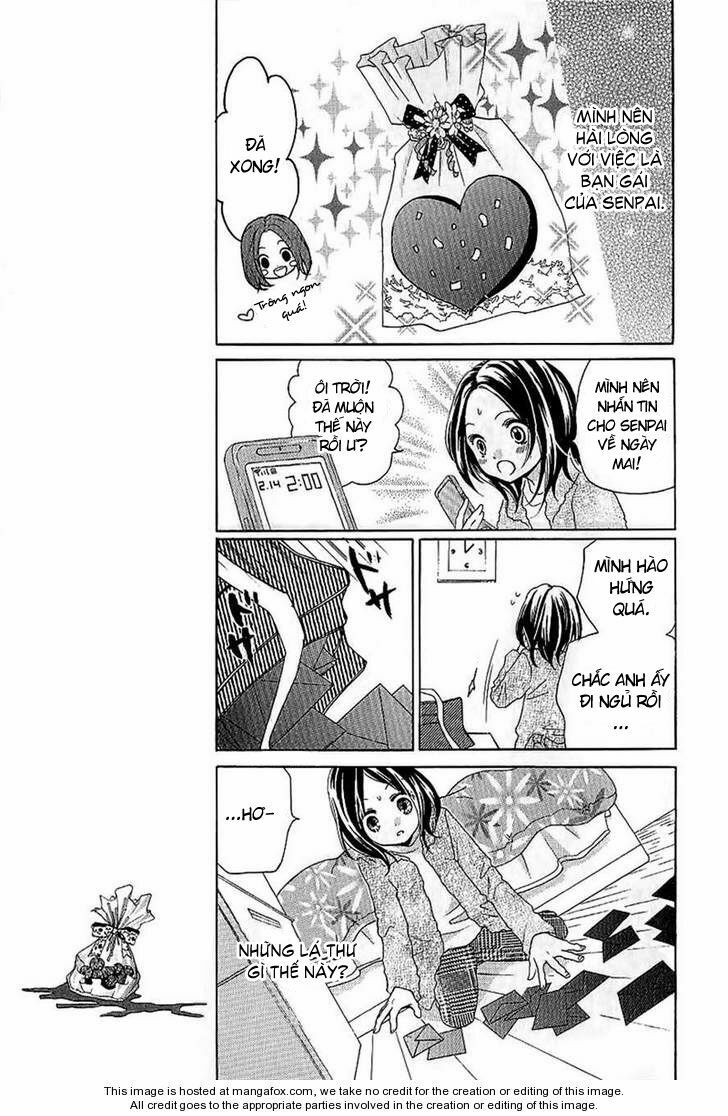 MÌNH NÊN
HÀI LÒNG
VỚI VIỆC LÀ
BẠN GÁI
CỦA SENPAI.
ĐÃ
XONG!
Trông ngon
quá!
MÌNH NÊN
NHẮN TIN
CHO SENPAI
VỀ NGÀY
MAI!
ÔI TRỜI!
ĐÃ MUỘN
THẾ NÀY
RỒI Ư?
2.14 2:00
MÌNH HÀO
HỨNG
QUÁ.
CHẮC ANH ẤY
ĐI NGỦ RỒI
...
...HƠ-
NHỮNG LÁ THƯ
GÌ THẾ NÀY?
This image is hosted at mangafox.com, we take no credit for the creation or editing of this image.
All credit goes to the appropriate parties involved in the creation or editing of this image.